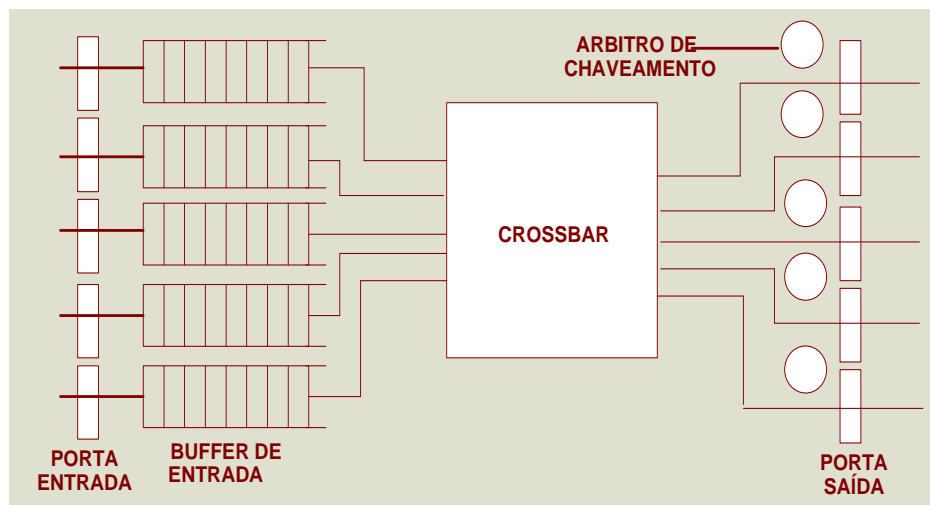 ARBITRO DE
CHAVEAMENTO
CROSSBAR
PORTA
ENTRADA
BUFFER DE
ENTRADA
PORTA
SAÍDA